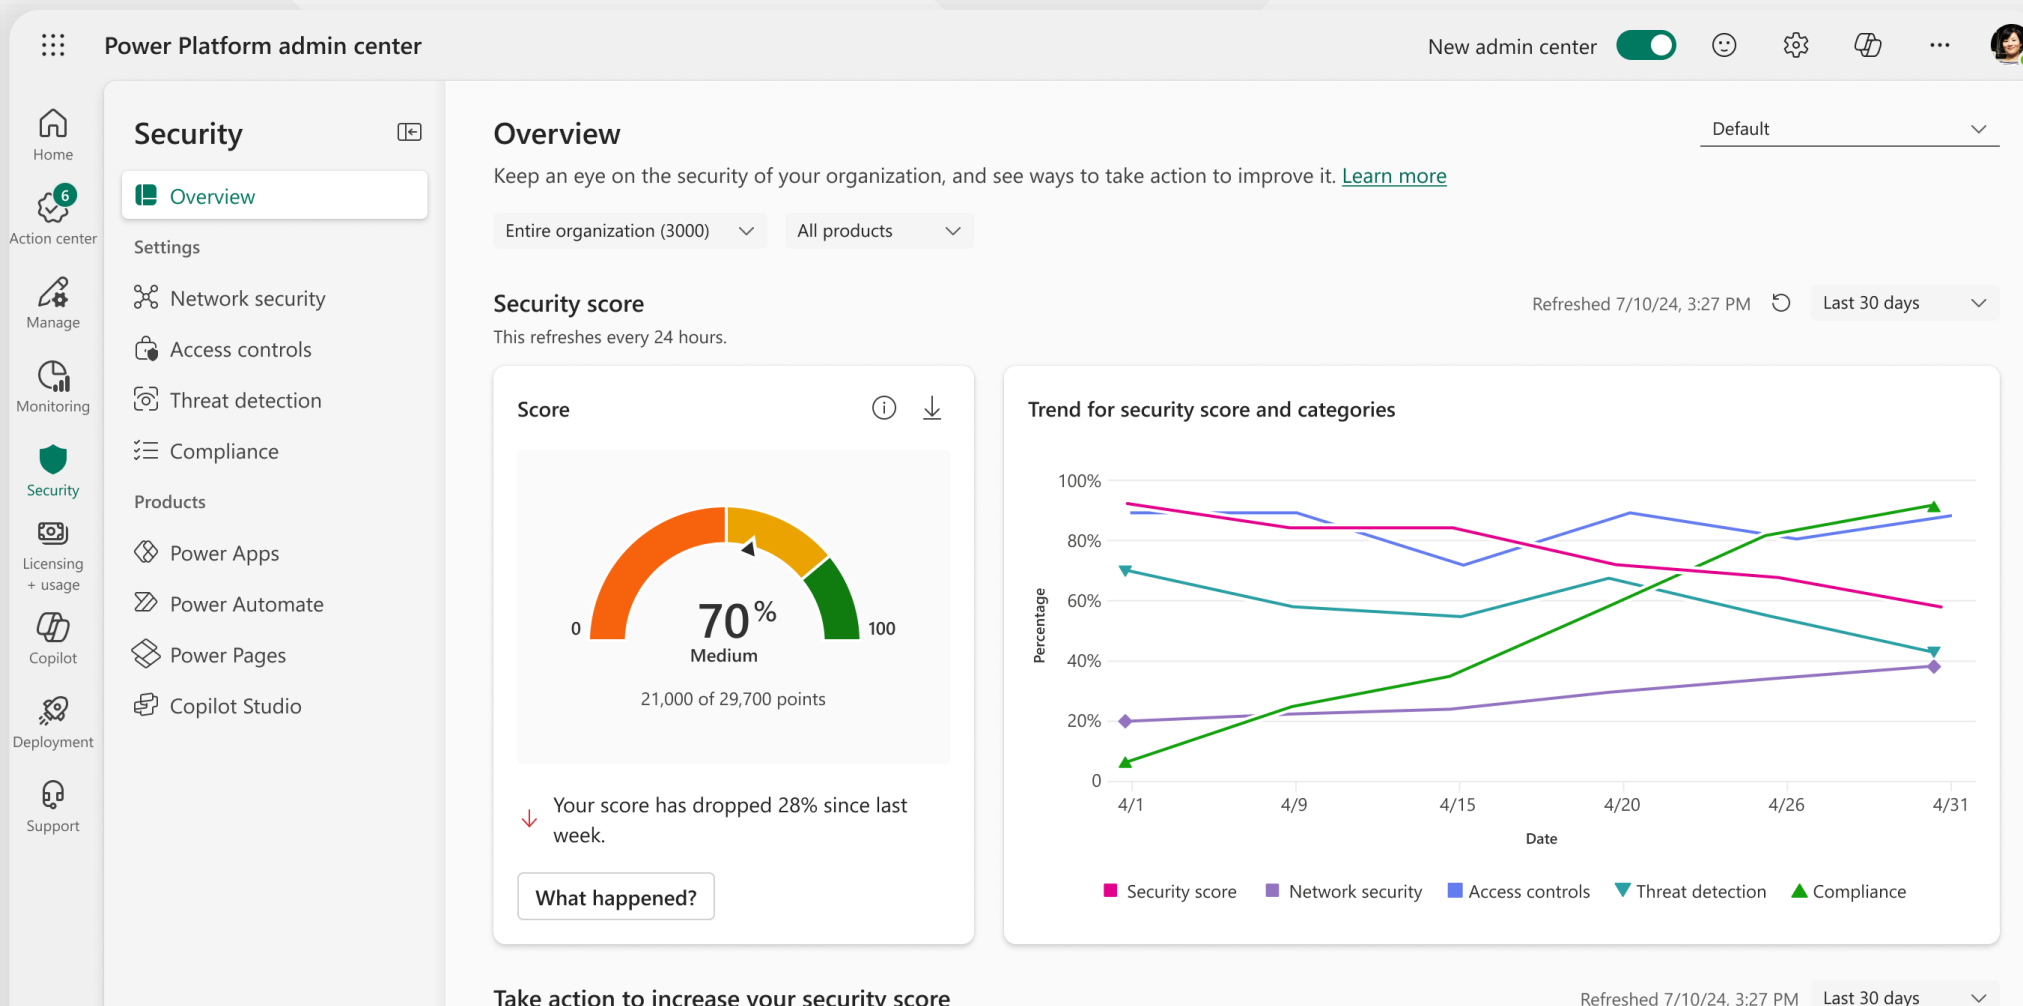 Power Platform admin center
New admin center
Home
6
Action center
Manage
Monitoring
Security
Licensing
+ usage
Copilot
Deployment
Support
Security
Overview
Settings
Network security
Access controls
Threat detection
Compliance
Products
Power Apps
Power Automate
Power Pages
Copilot Studio
Overview
Default
Keep an eye on the security of your organization, and see ways to take action to improve it. Learn more
Entire organization (3000)
All products
Security score
This refreshes every 24 hours.
Refreshed 7/10/24, 3:27 PM
Last 30 days
Score
0
70%
100
Medium
21,000 of 29,700 points
Your score has dropped 28% since last
week.
What happened?
Trend for security score and categories
Percentage
100%
80%
60%
40%
20%
0
4/1 4/9 4/15 4/20 4/26 4/31
Date
Security score Network security Access controls Threat detection Compliance
Take action to increase your security score
Refreshed 7/10/24, 3:27 PM
Last 30 days